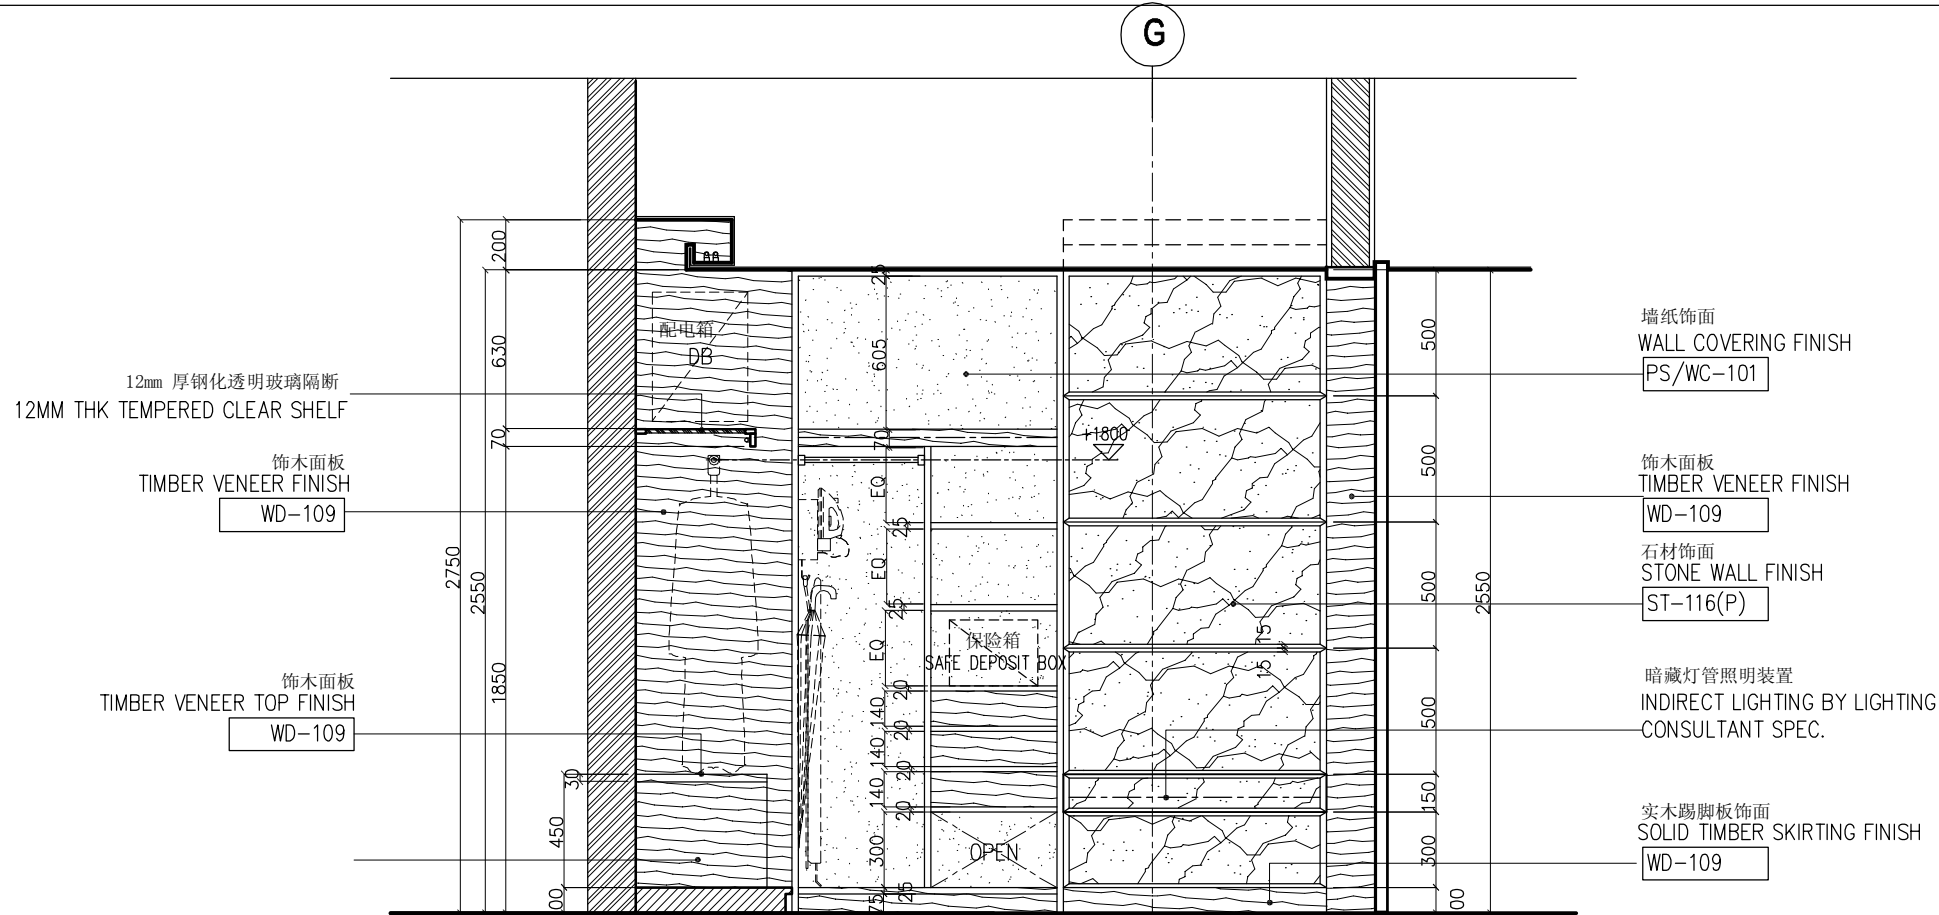 G
200
630
70
1850
2750
2550
30
450
00
12mm 厚钢化透明玻璃隔断
12MM THK TEMPERED CLEAR SHELF
饰木面板
TIMBER VENEER FINISH
WD-109
饰木面板
TIMBER VENEER TOP FINISH
WD-109
配电箱
DB
25
605
70
EQ
25
EQ
25
EQ
20
140
20
140
20
140
20
300
25
75
+1800
保险箱
SAFE DEPOSIT BOX
OPEN
15
15
500
500
500
500
150
300
00
2550
墙纸饰面
WALL COVERING FINISH
PS/WC-101
饰木面板
TIMBER VENEER FINISH
WD-109
石材饰面
STONE WALL FINISH
ST-116(P)
暗藏灯管照明装置
INDIRECT LIGHTING BY LIGHTING
CONSULTANT SPEC.
实木踢脚板饰面
SOLID TIMBER SKIRTING FINISH
WD-109